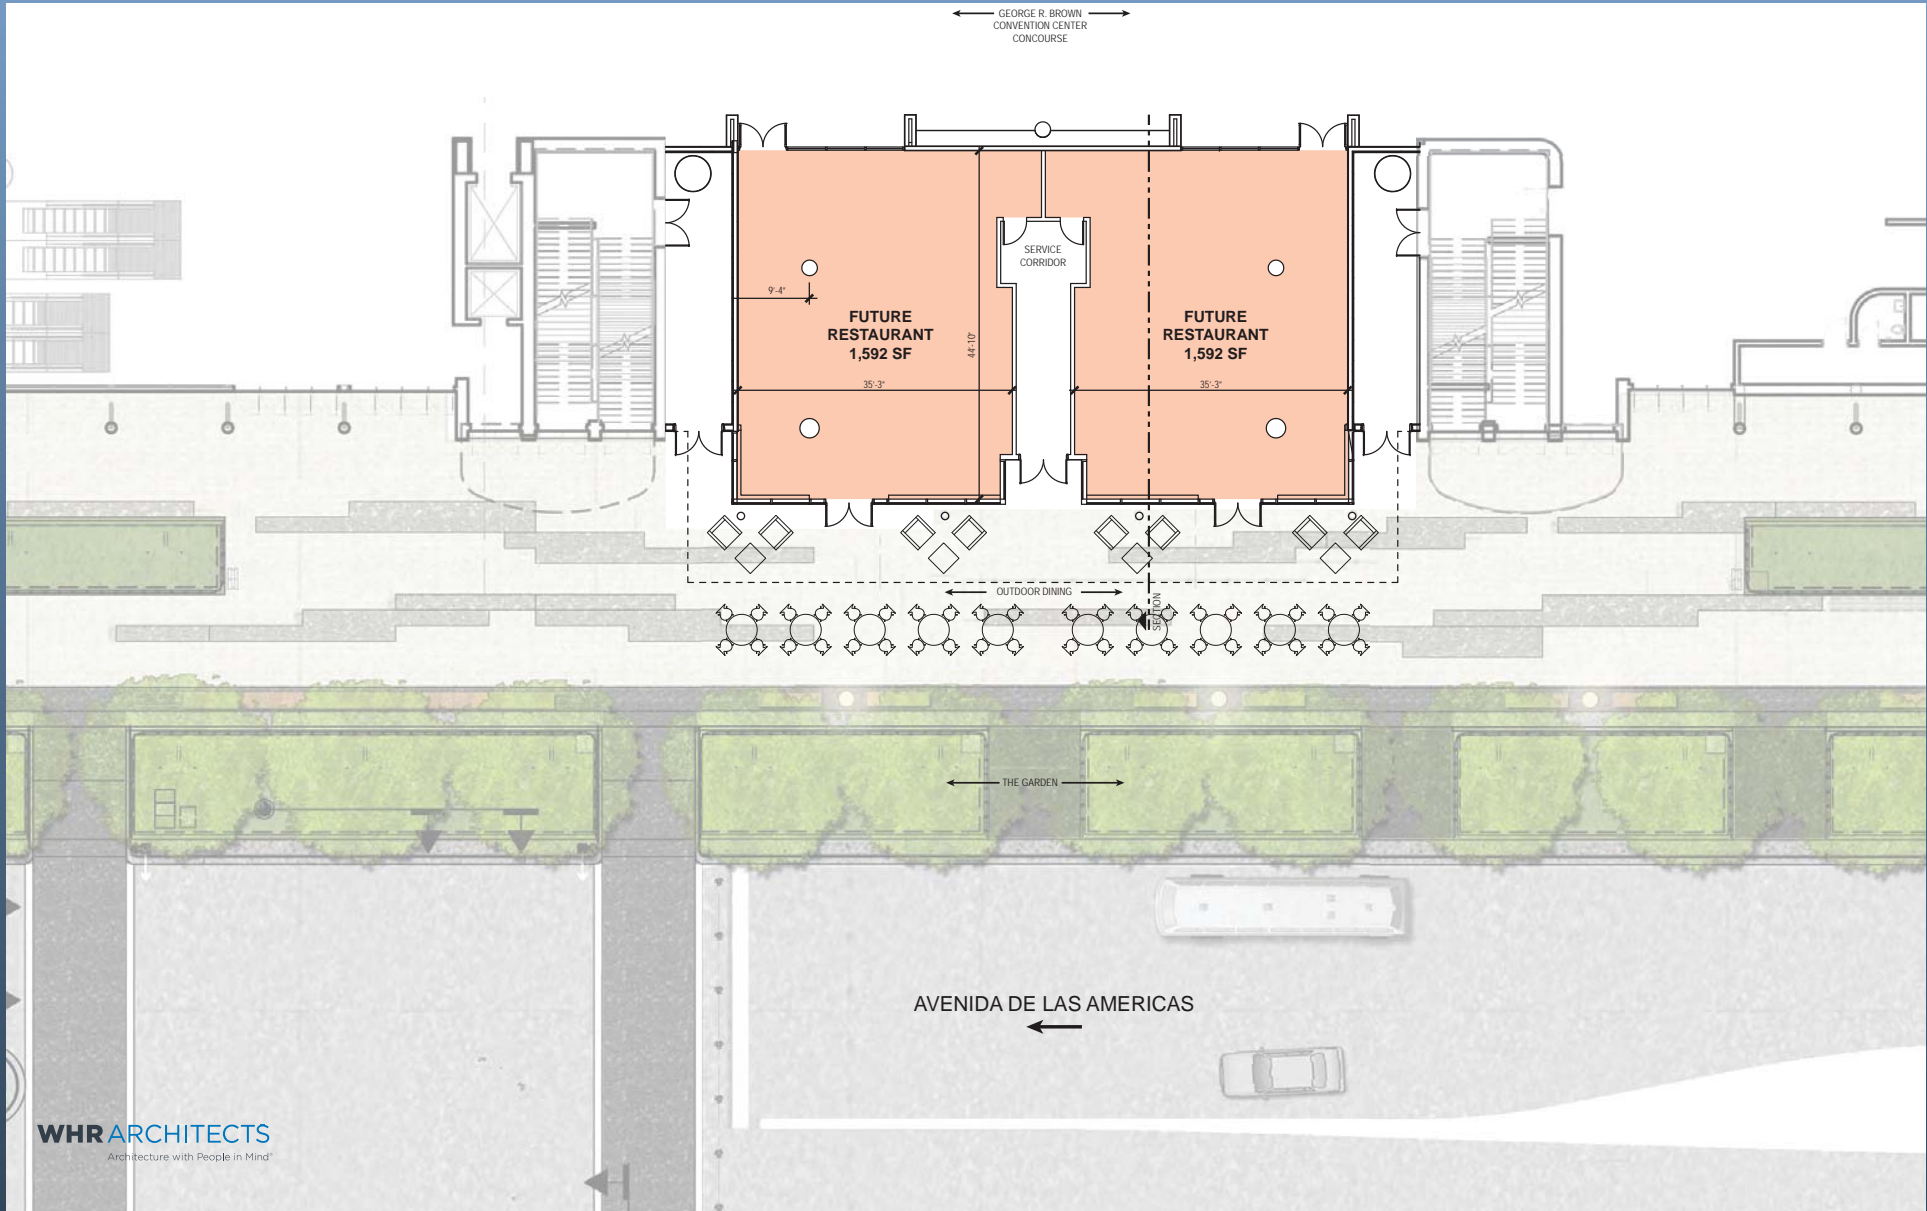 GEORGE R. BROWN
CONVENTION CENTER
CONCOURSE
SERVICE
CORRIDOR
9'-4"
FUTURE
RESTAURANT
1,592 SF
44'-10"
FUTURE
RESTAURANT
1,592 SF
35'-3"
35'-3"
OUTDOOR DINING
SECTION
THE GARDEN
AVENIDA DE LAS AMERICAS
WHR ARCHITECTS
Architecture with People in Mind®